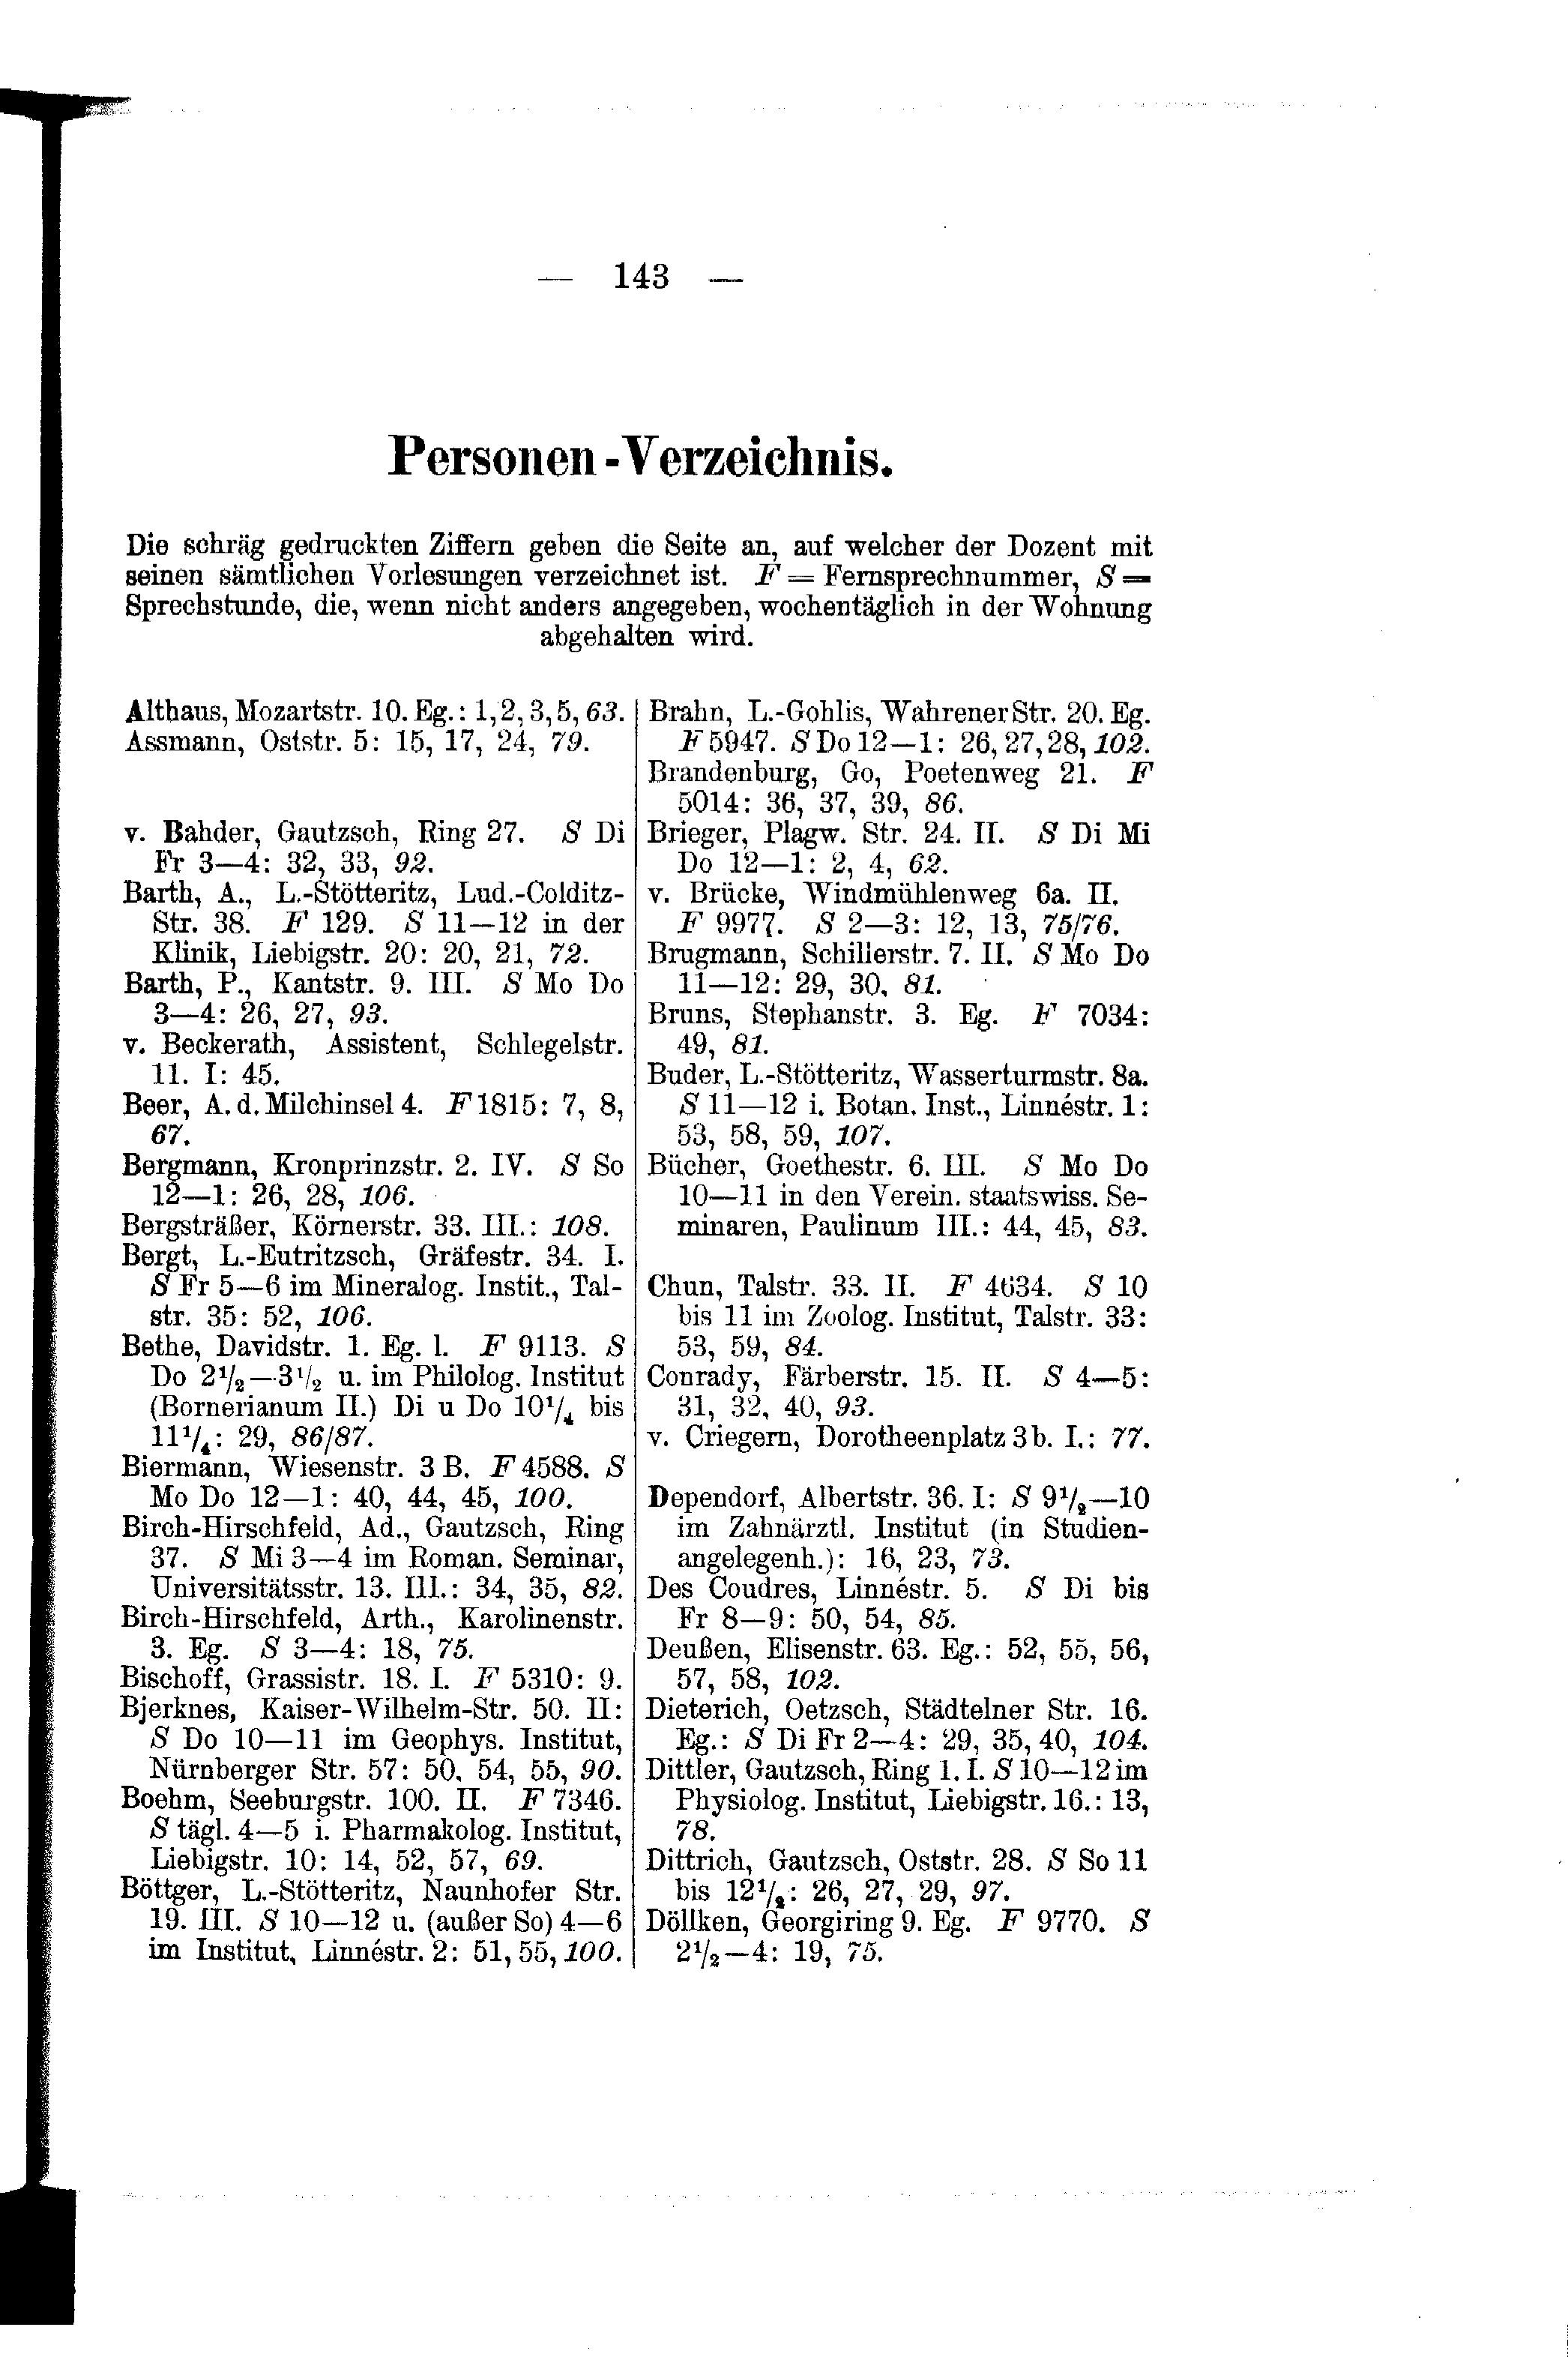 — 143 —
Personen-Verzeichnis.
Die schräg gedruckten Ziffern geben die Seite an, auf welcher der Dozent mit
seinen sämtlichen Vorlesungen verzeichnet ist. F = Fernsprechnummer, S =
Sprechstunde, die, wenn nicht anders angegeben, wochentäglich in der Wohnung
abgehalten wird.
Althaus, Mozartstr. 10. Eg.: 1, 2, 3, 5, 63.
Assmann, Oststr. 5: 15, 17, 24, 79.
v. Bahder, Gautzsch, Ring 27. S Di
Fr 3—4: 32, 33, 92.
Barth, A., L.-Stötteritz, Lud.-Colditz-
Str. 38. F 129. S 11—12 in der
Klinik, Liebigstr. 20: 20, 21, 72.
Barth, P., Kantstr. 9. III. S Mo Do
3—4: 26, 27, 93.
v. Beckerath, Assistent, Schlegelstr.
11. I: 45.
Beer, A. d. Milchinsel 4. F 1815: 7, 8,
67.
Bergmann, Kronprinzstr. 2. IV. S So
12—1: 26, 28, 106.
Bergsträßer, Körnerstr. 33. III.: 108.
Bergt, L.-Eutritzsch, Gräfestr. 34. I.
S Fr 5—6 im Mineralog. Instit., Tal-
str. 35: 52, 106.
Bethe, Davidstr. 1. Eg. l. F 9113. S
Do 2½—3½ u. im Philolog. Institut
(Bornerianum II.) Di u Do 10¼ bis
11¼: 29, 86/87.
Biermann, Wiesenstr. 3 B. F 4588. S
Mo Do 12—1: 40, 44, 45, 100.
Birch-Hirschfeld, Ad., Gautzsch, Ring
37. S Mi 3—4 im Roman. Seminar,
Universitätsstr. 13. III.: 34, 35, 82.
Birch-Hirschfeld, Arth., Karolinenstr.
3. Eg. S 3—4: 18, 75.
Bischoff, Grassistr. 18. I. F 5310: 9.
Bjerknes, Kaiser-Wilhelm-Str. 50. II:
S Do 10—11 im Geophys. Institut,
Nürnberger Str. 57: 50, 54, 55, 90.
Boehm, Seeburgstr. 100. II. F 7346.
S tägl. 4—5 i. Pharmakolog. Institut,
Liebigstr. 10: 14, 52, 57, 69.
Böttger, L.-Stötteritz, Naunhofer Str.
19. III. S 10—12 u. (außer So) 4—6
im Institut, Linnéstr. 2: 51, 55, 100.
Brahn, L.-Gohlis, Wahrener Str. 20. Eg.
F 5947. S Do 12—1: 26, 27, 28, 102.
Brandenburg, Go, Poetenweg 21. F
5014: 36, 37, 39, 86.
Brieger, Plagw. Str. 24. II. S Di Mi
Do 12—1: 2, 4, 62.
v. Brücke, Windmühlenweg 6a. II.
F 9977. S 2—3: 12, 13, 75/76.
Brugmann, Schillerstr. 7. II. S Mo Do
11—12: 29, 30, 81.
Bruns, Stephanstr. 3. Eg. F 7034:
49, 81.
Buder, L.-Stötteritz, Wasserturmstr. 8a.
S 11—12 i. Botan. Inst., Linnéstr. 1:
53, 58, 59, 107.
Bücher, Goethestr. 6. III. S Mo Do
10—11 in den Verein. staatswiss. Se-
minaren, Paulinum III.: 44, 45, 83.
Chun, Talstr. 33. II. F 4634. S 10
bis 11 im Zoolog. Institut, Talstr. 33:
53, 59, 84.
Conrady, Färberstr. 15. II. S 4—5:
31, 32, 40, 93.
v. Criegern, Dorotheenplatz 3b. I.: 77.
Dependorf, Albertstr. 36. I: S 9½—10
im Zahnärztl. Institut (in Studien-
angelegenh.): 16, 23, 73.
Des Coudres, Linnéstr. 5. S Di bis
Fr 8—9: 50, 54, 85.
Deußen, Elisenstr. 63. Eg.: 52, 55, 56,
57, 58, 102.
Dieterich, Oetzsch, Städtelner Str. 16.
Eg.: S Di Fr 2—4: 29, 35, 40, 104.
Dittler, Gautzsch, Ring 1. I. S 10—12 im
Physiolog. Institut, Liebigstr. 16.: 13,
78.
Dittrich, Gautzsch, Oststr. 28. S So 11
bis 12½: 26, 27, 29, 97.
Döllken, Georgiring 9. Eg. F 9770. S
2½—4: 19, 75.